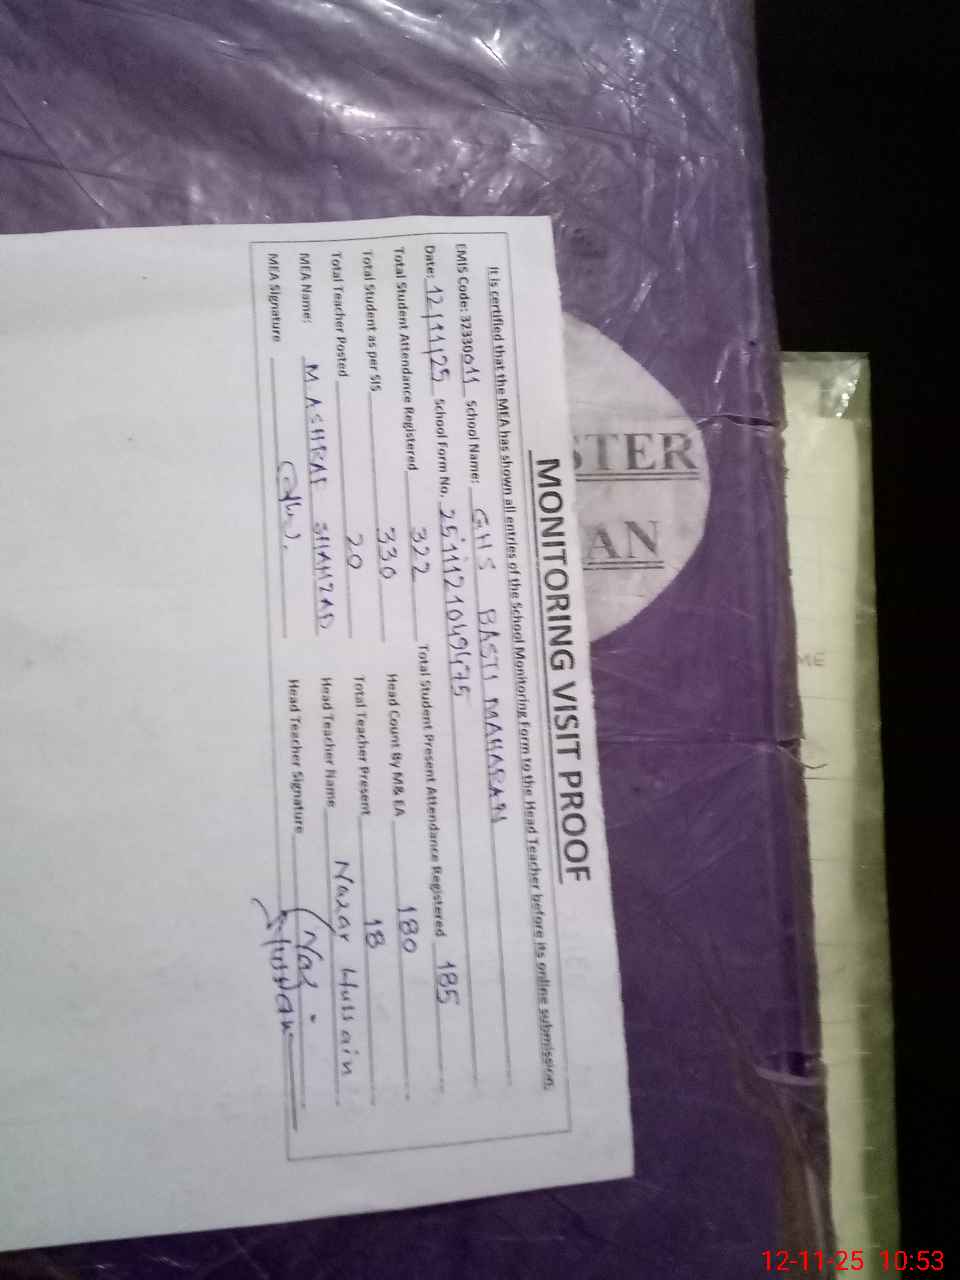 MONITORING VISIT PROOF
It is certified that the MEA has shown all entries of the School Monitoring Form to the Head Teacher before its online submission.
EMIS Code: 32330011 School Name: GHS BASTI MAHARAN
Date: 12/11/25 School Form No. 251112104947​5
Total Student Attendance Registered 322 Total Student Present Attendance Registered 185
Total Student as per SIS 330 Head Count By M& EA 180
Total Teacher Posted 20 Total Teacher Present 18
MEA Name: M. ASHRAF SHAHZAD Head Teacher Name Nazar Hussain
MEA Signature Head Teacher Signature
STER
AN
ME
12-11-25 10:53